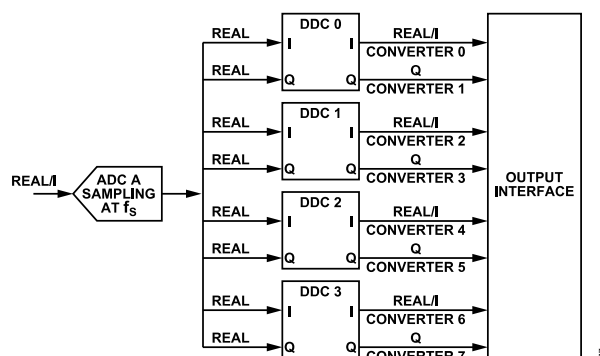 DDC 0
REAL I REAL/I
CONVERTER 0
REAL Q Q
CONVERTER 1
DDC 1
REAL I REAL/I
CONVERTER 2
REAL Q Q
CONVERTER 3
REAL/I
ADC A
SAMPLING
AT fS
OUTPUT
INTERFACE
DDC 2
REAL I REAL/I
CONVERTER 4
REAL Q Q
CONVERTER 5
DDC 3
REAL I REAL/I
CONVERTER 6
REAL Q Q
CONVERTER 7